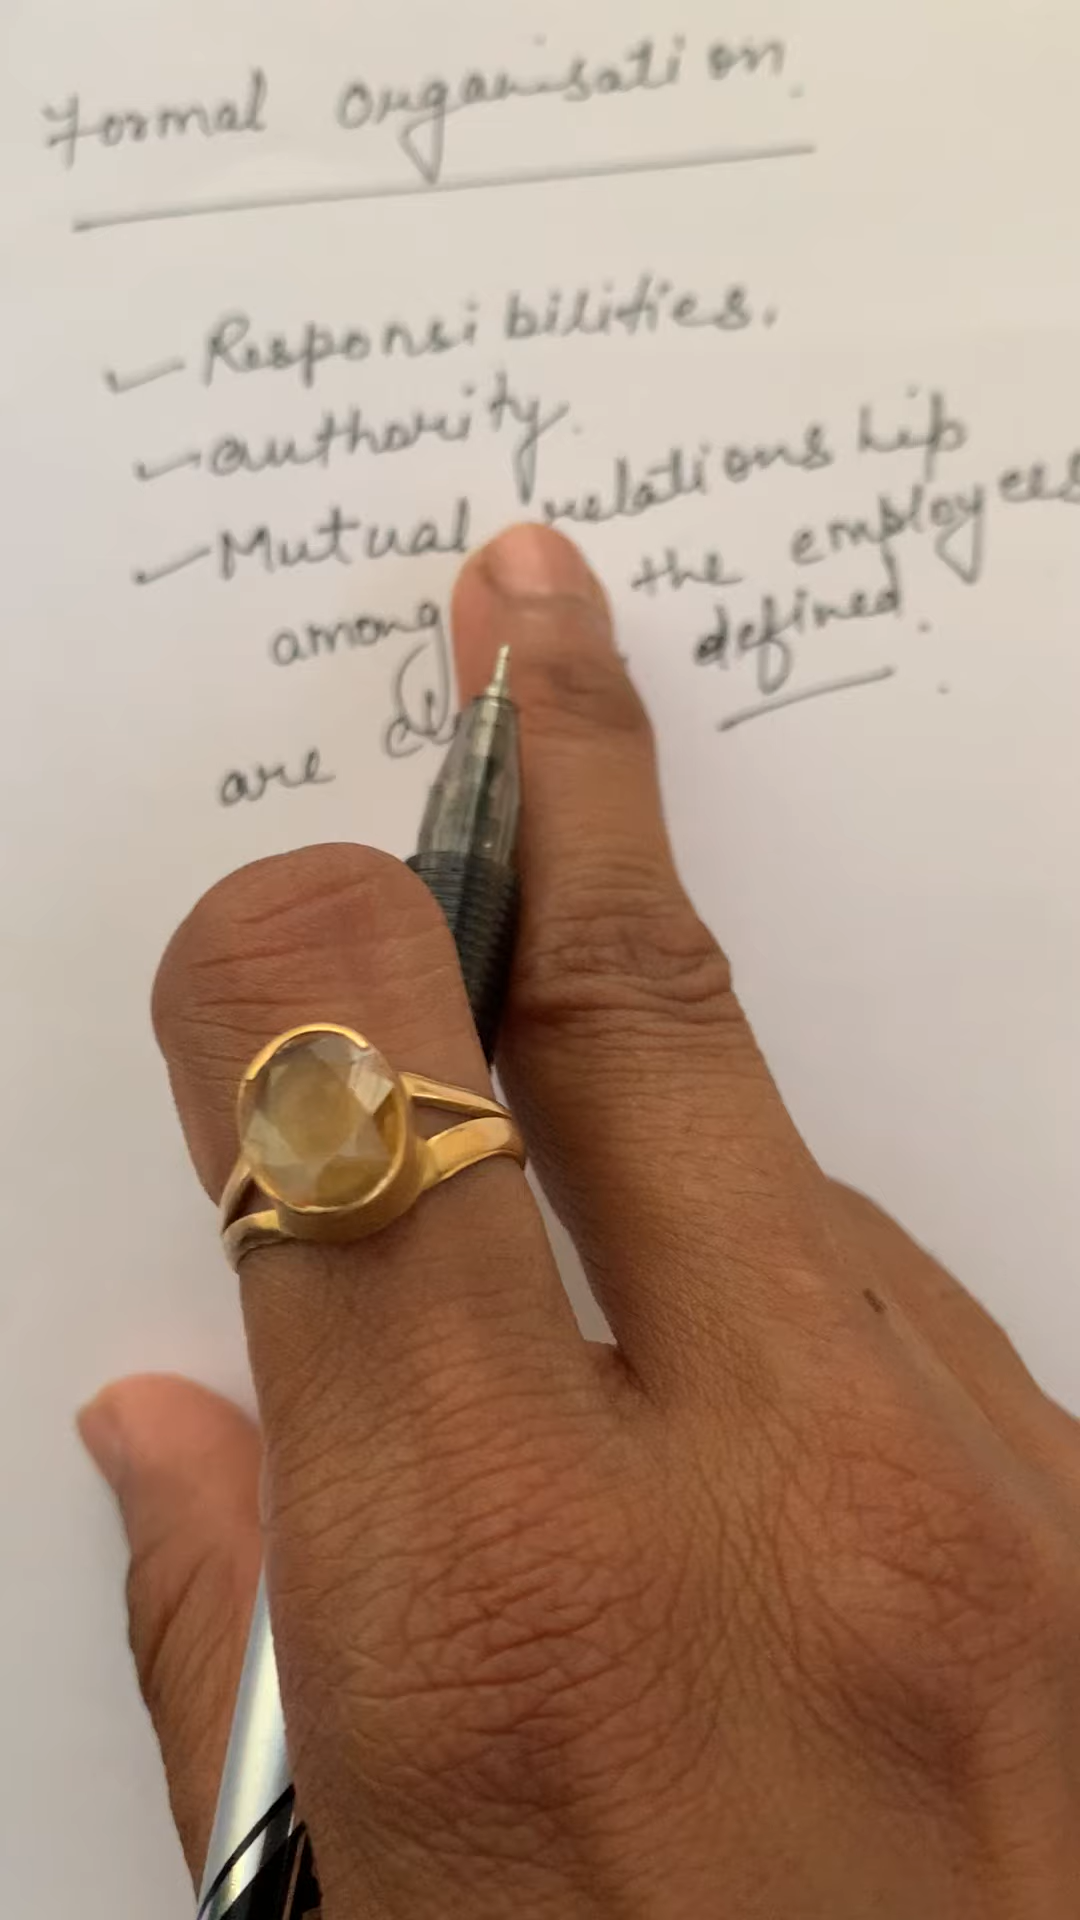 Formal Organisation.
Responsibilities.
authority.
Mutual relationship
among the employees
are defined.